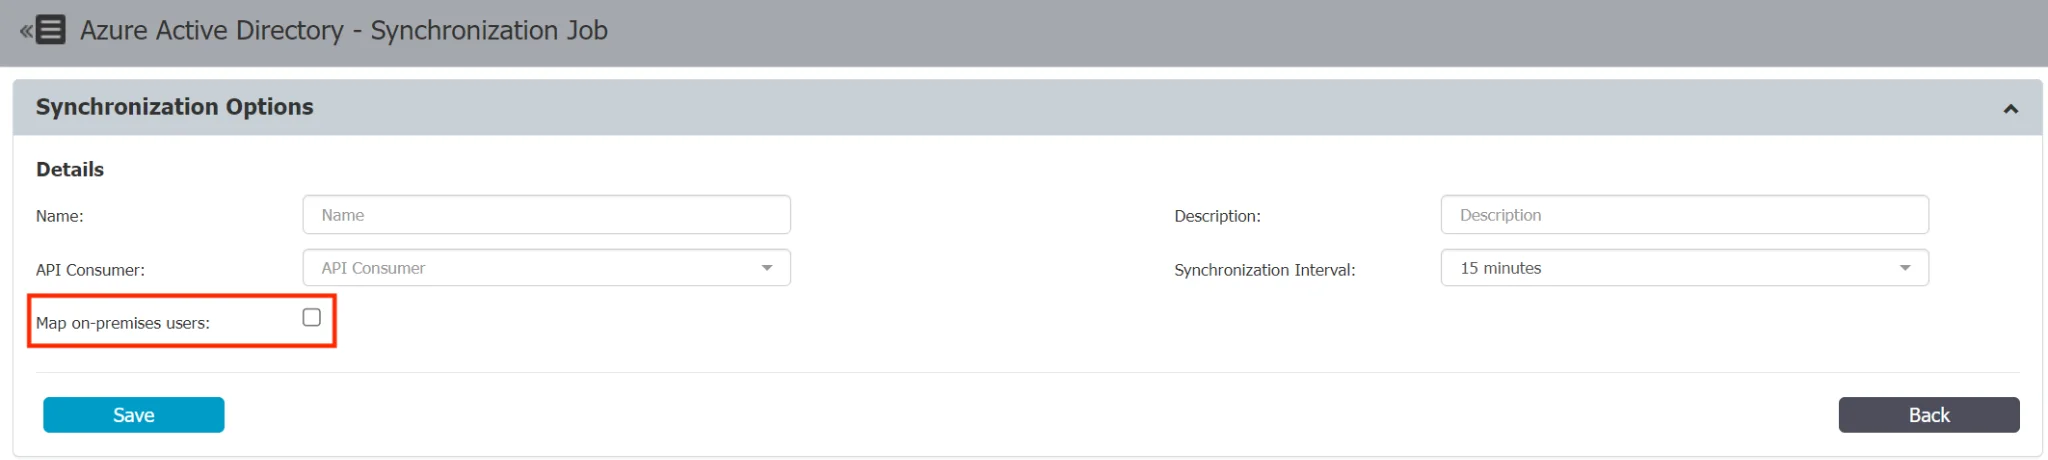 Azure Active Directory - Synchronization Job
Synchronization Options
Details
Name: Name Description: Description
API Consumer: API Consumer Synchronization Interval: 15 minutes
Map on-premises users:
Save Back